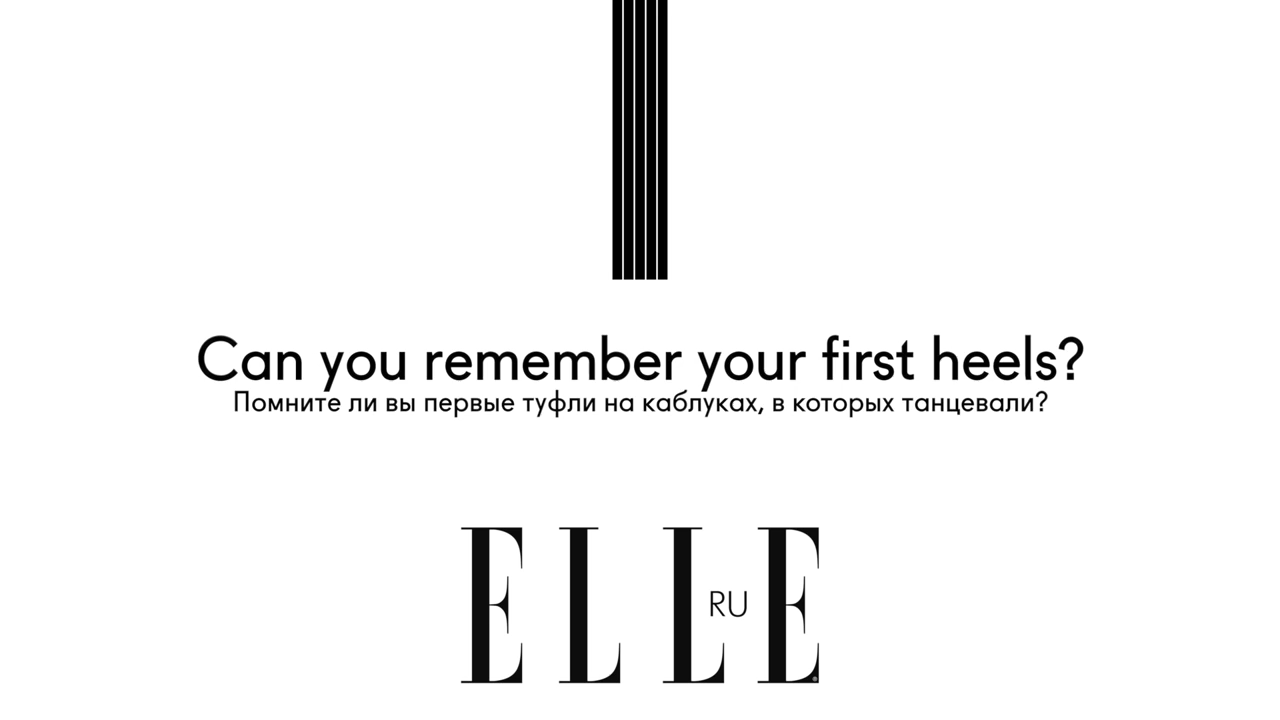 Can you remember your first heels?
Помните ли вы первые туфли на каблуках, в которых танцевали?
ELLE RU